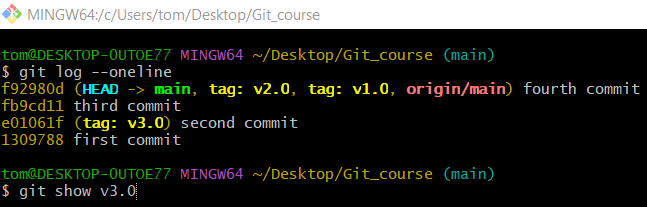 MINGW64:/c/Users/tom/Desktop/Git_course
tom@DESKTOP-OUTOE77 MINGW64 ~/Desktop/Git_course (main)
$ git log --oneline
f92980d (HEAD -> main, tag: v2.0, tag: v1.0, origin/main) fourth commit
fb9cd11 third commit
e01061f (tag: v3.0) second commit
1309788 first commit
tom@DESKTOP-OUTOE77 MINGW64 ~/Desktop/Git_course (main)
$ git show v3.0